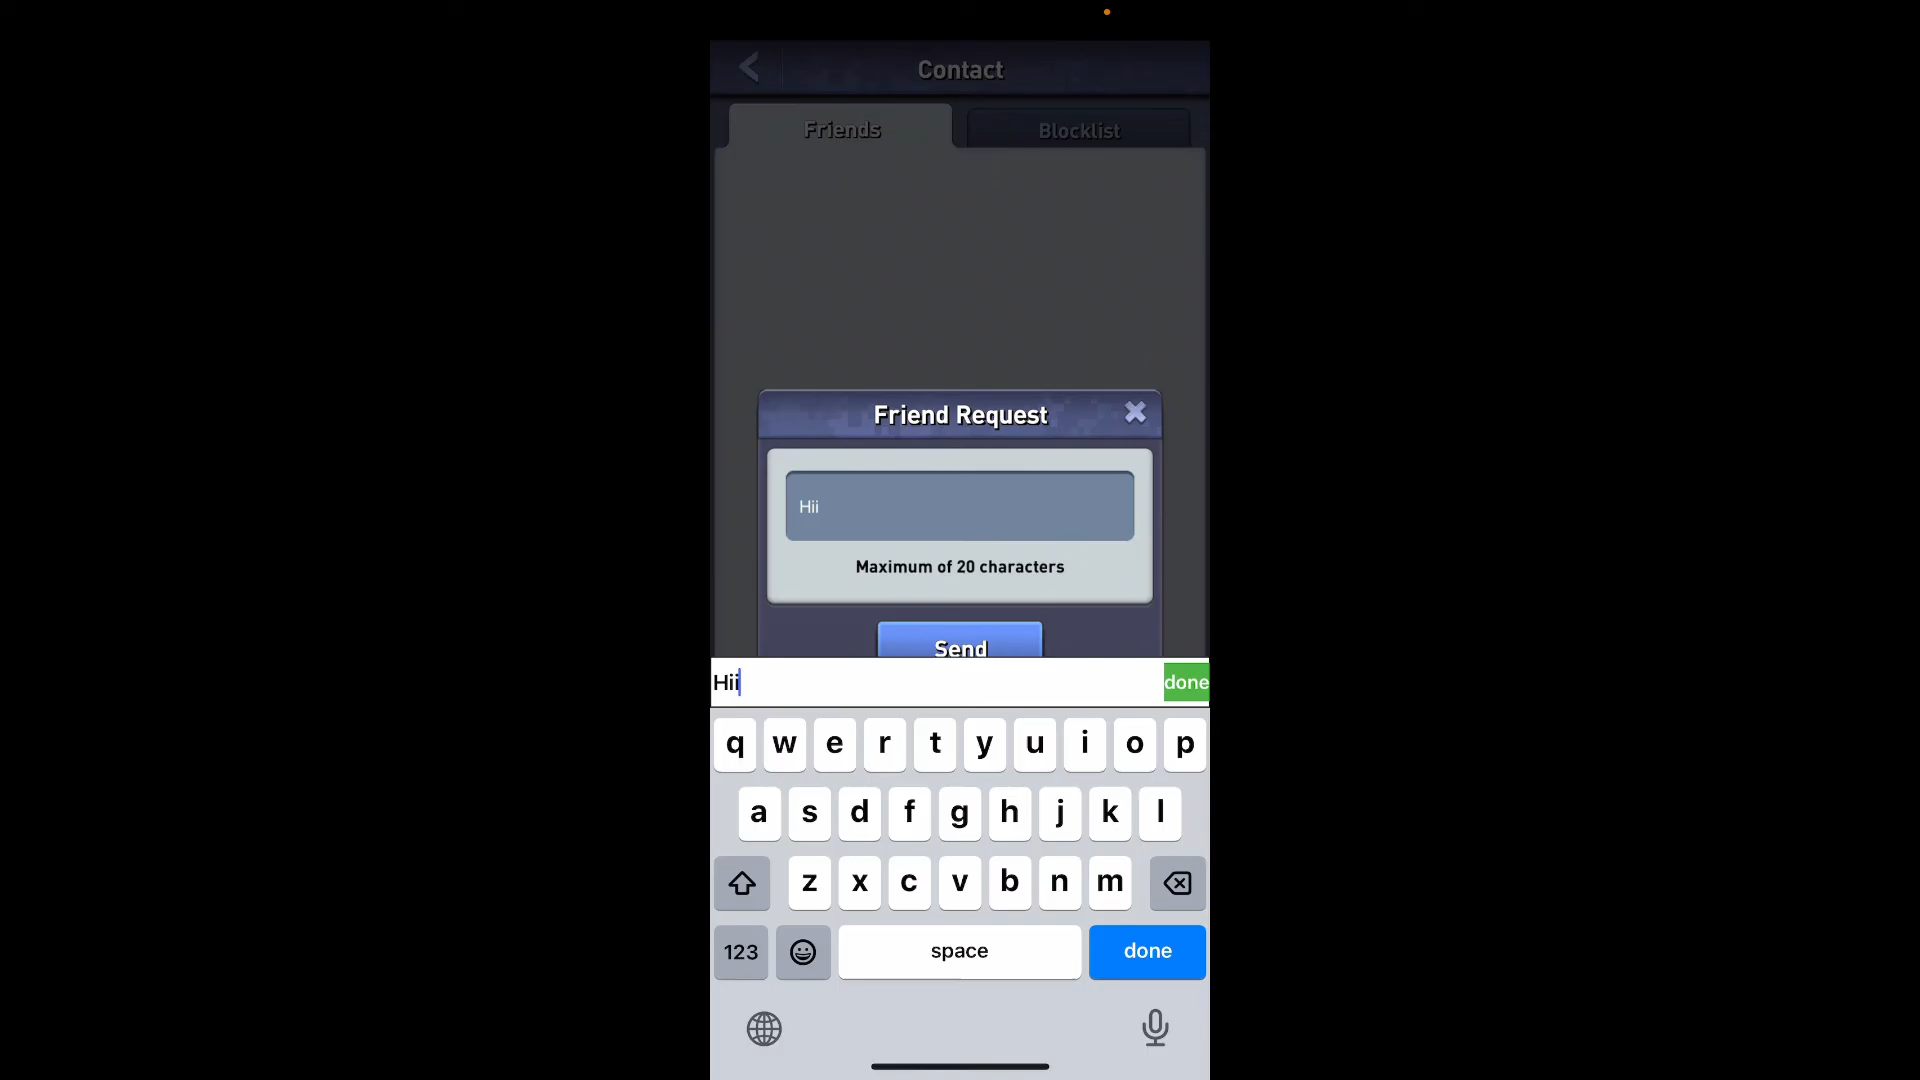 Contact
Friends
Blocklist
Friend Request
Hii
Maximum of 20 characters
Send
Hii
done
q w e r t y u i o p
a s d f g h j k l
z x c v b n m
123
space
done